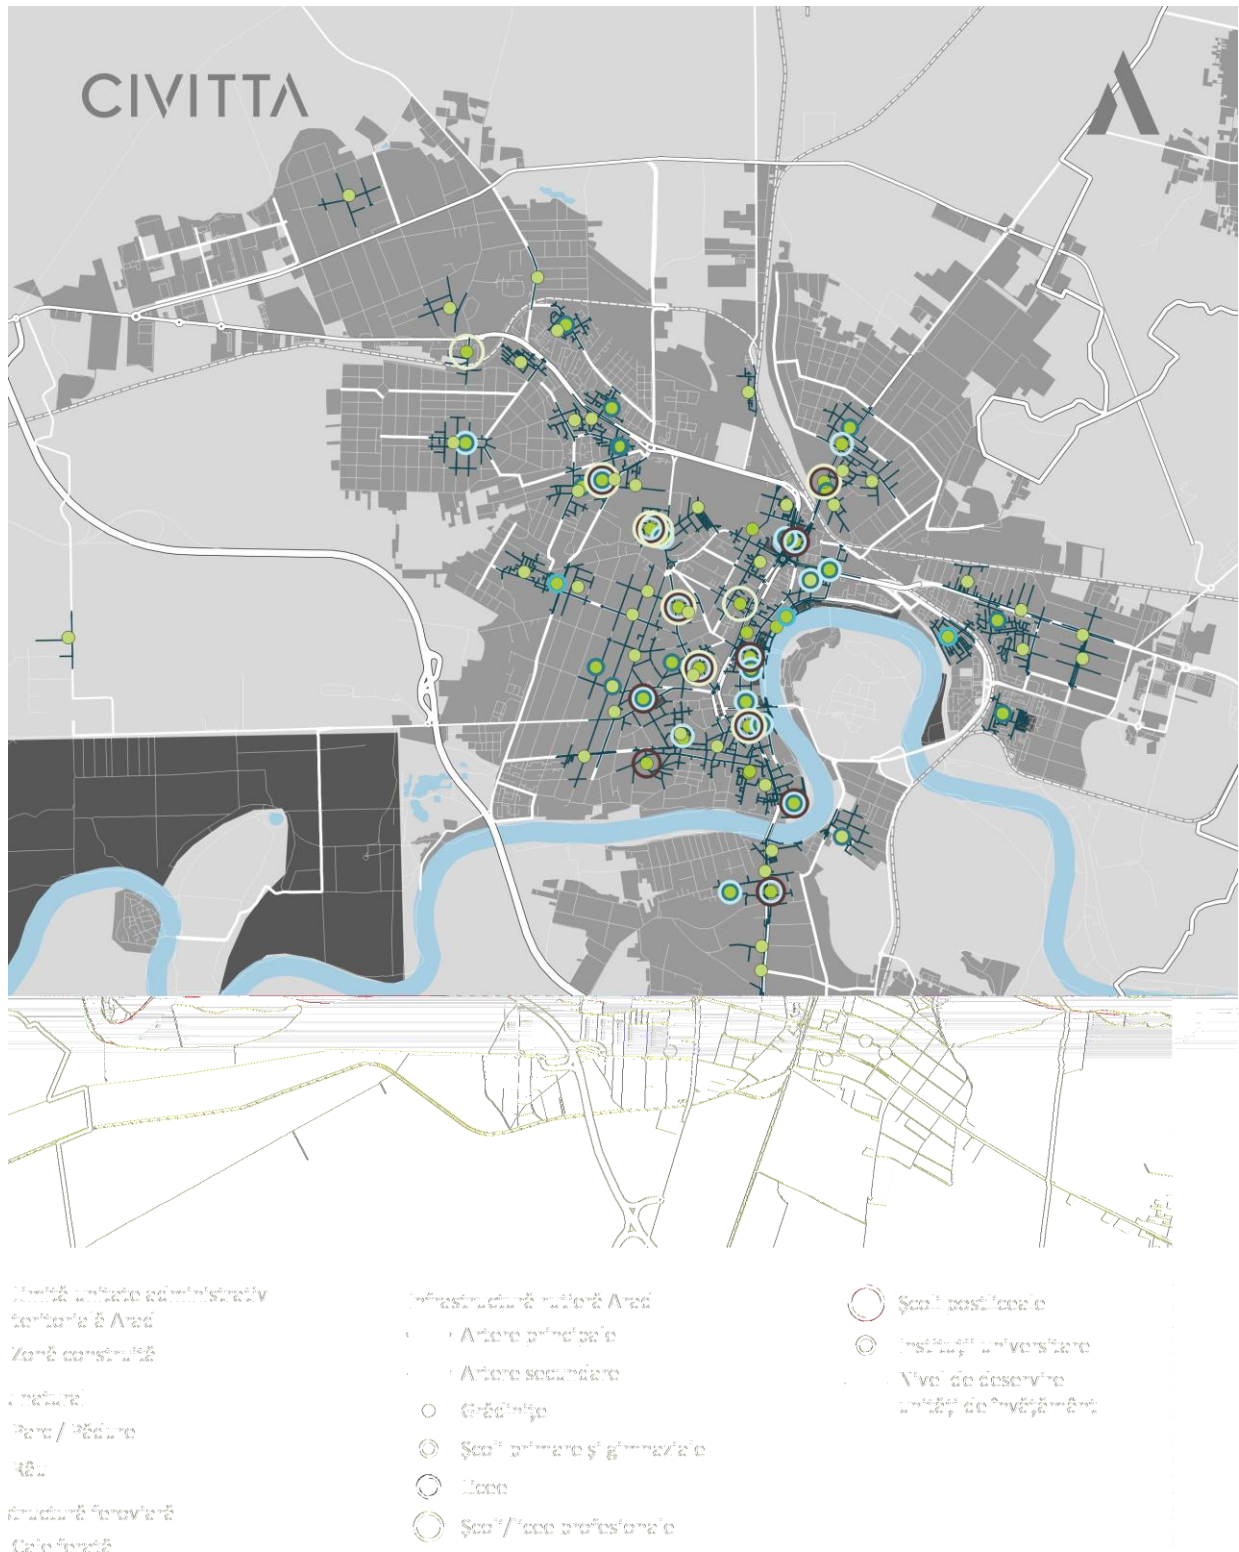 CIVITTA
Limită unitate administrativ
teritorială Arad
Zonă construită
natural
Parc / Pădure
Râu
structură feroviară
Cale ferată
Infrastructură rutieră Arad
Artere principale
Artere secundare
Grădinițe
Școli primare și gimnaziale
Licee
Școli/licee profesionale
Școli postliceale
Instituții universitare
Nivel de deservire
unități de învățământ